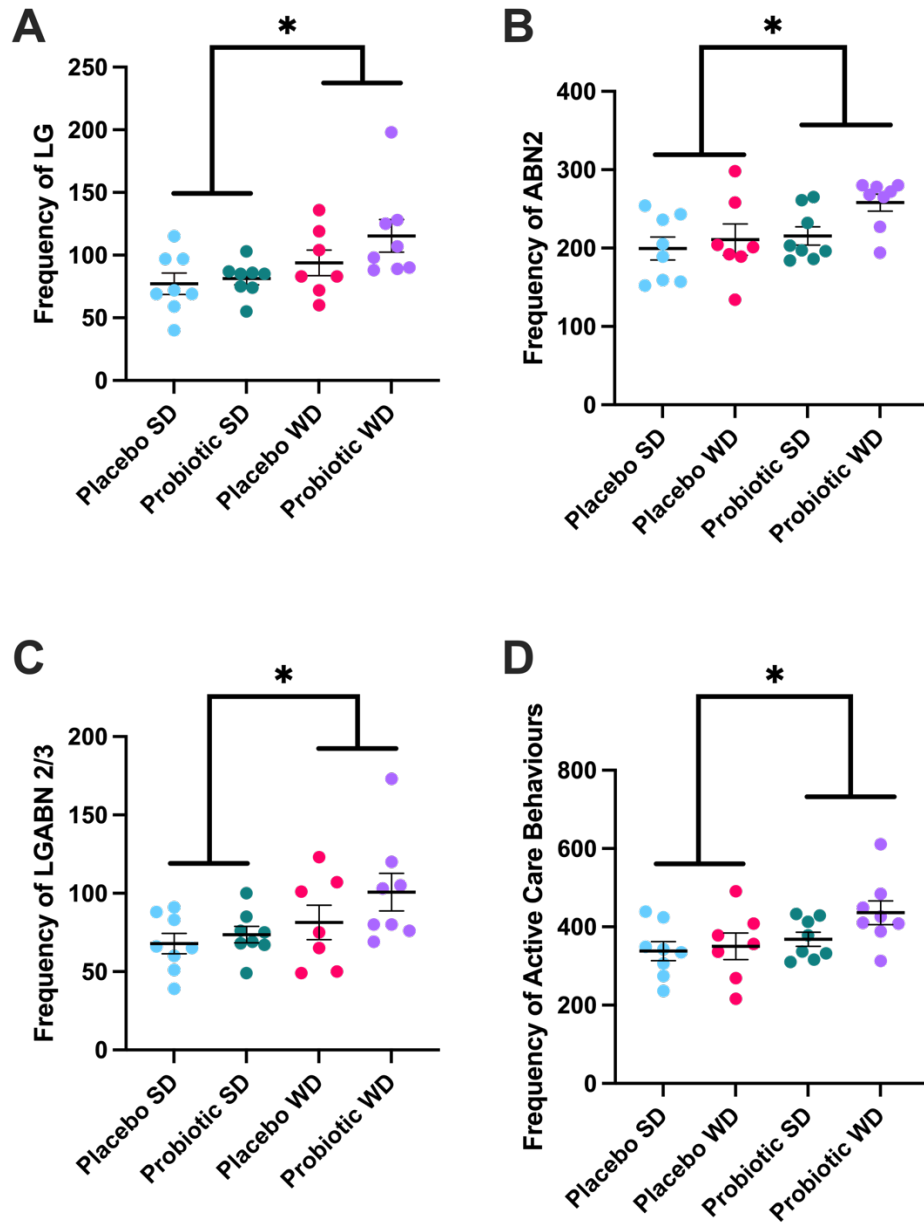 A
*
250
200
150
100
50
0
Frequency of LG
Placebo SD
Probiotic SD
Placebo WD
Probiotic WD
B
*
400
300
200
100
0
Frequency of ABN2
Placebo SD
Placebo WD
Probiotic SD
Probiotic WD
C
*
200
150
100
50
0
Frequency of LGABN 2/3
Placebo SD
Probiotic SD
Placebo WD
Probiotic WD
D
*
800
600
400
200
0
Frequency of Active Care Behaviours
Placebo SD
Placebo WD
Probiotic SD
Probiotic WD